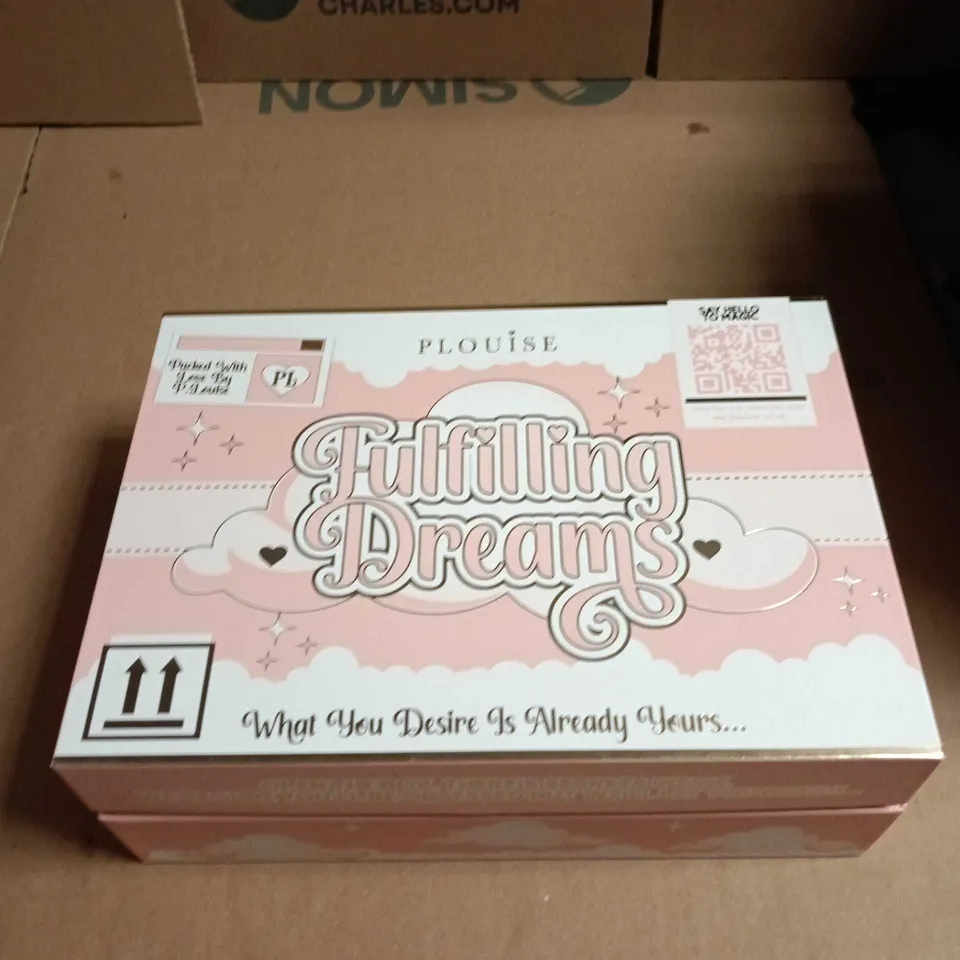 CHARLES.COM
SIMON
PLOUISE
SAY HELLO
TO MAGIC
Packed With
Love By
P.Louise
PL
Fulfilling
Dreams
What You Desire Is Already Yours...